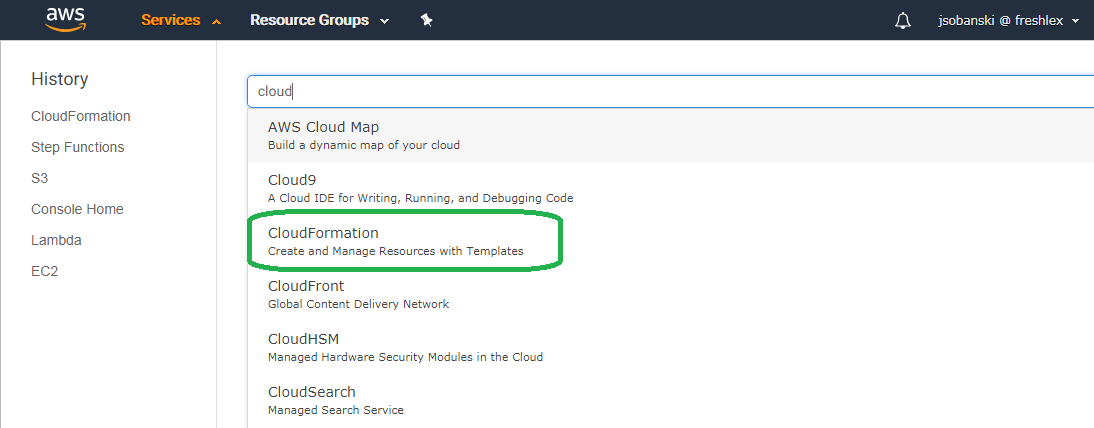 aws
Services
Resource Groups
jsobanski @ freshlex
History
CloudFormation
Step Functions
S3
Console Home
Lambda
EC2
cloud
AWS Cloud Map
Build a dynamic map of your cloud
Cloud9
A Cloud IDE for Writing, Running, and Debugging Code
CloudFormation
Create and Manage Resources with Templates
CloudFront
Global Content Delivery Network
CloudHSM
Managed Hardware Security Modules in the Cloud
CloudSearch
Managed Search Service